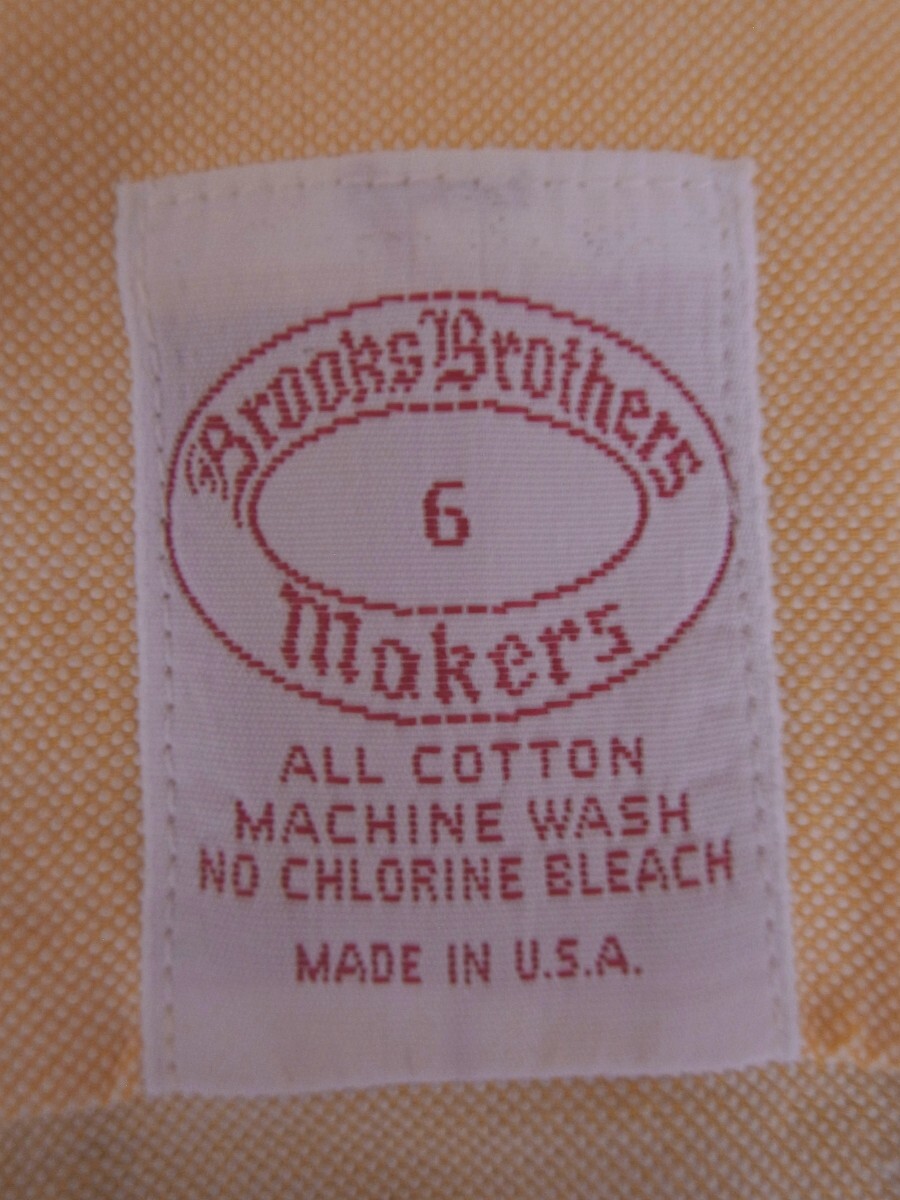 Brooks Brothers
6
Makers
ALL COTTON
MACHINE WASH
NO CHLORINE BLEACH
MADE IN U.S.A.